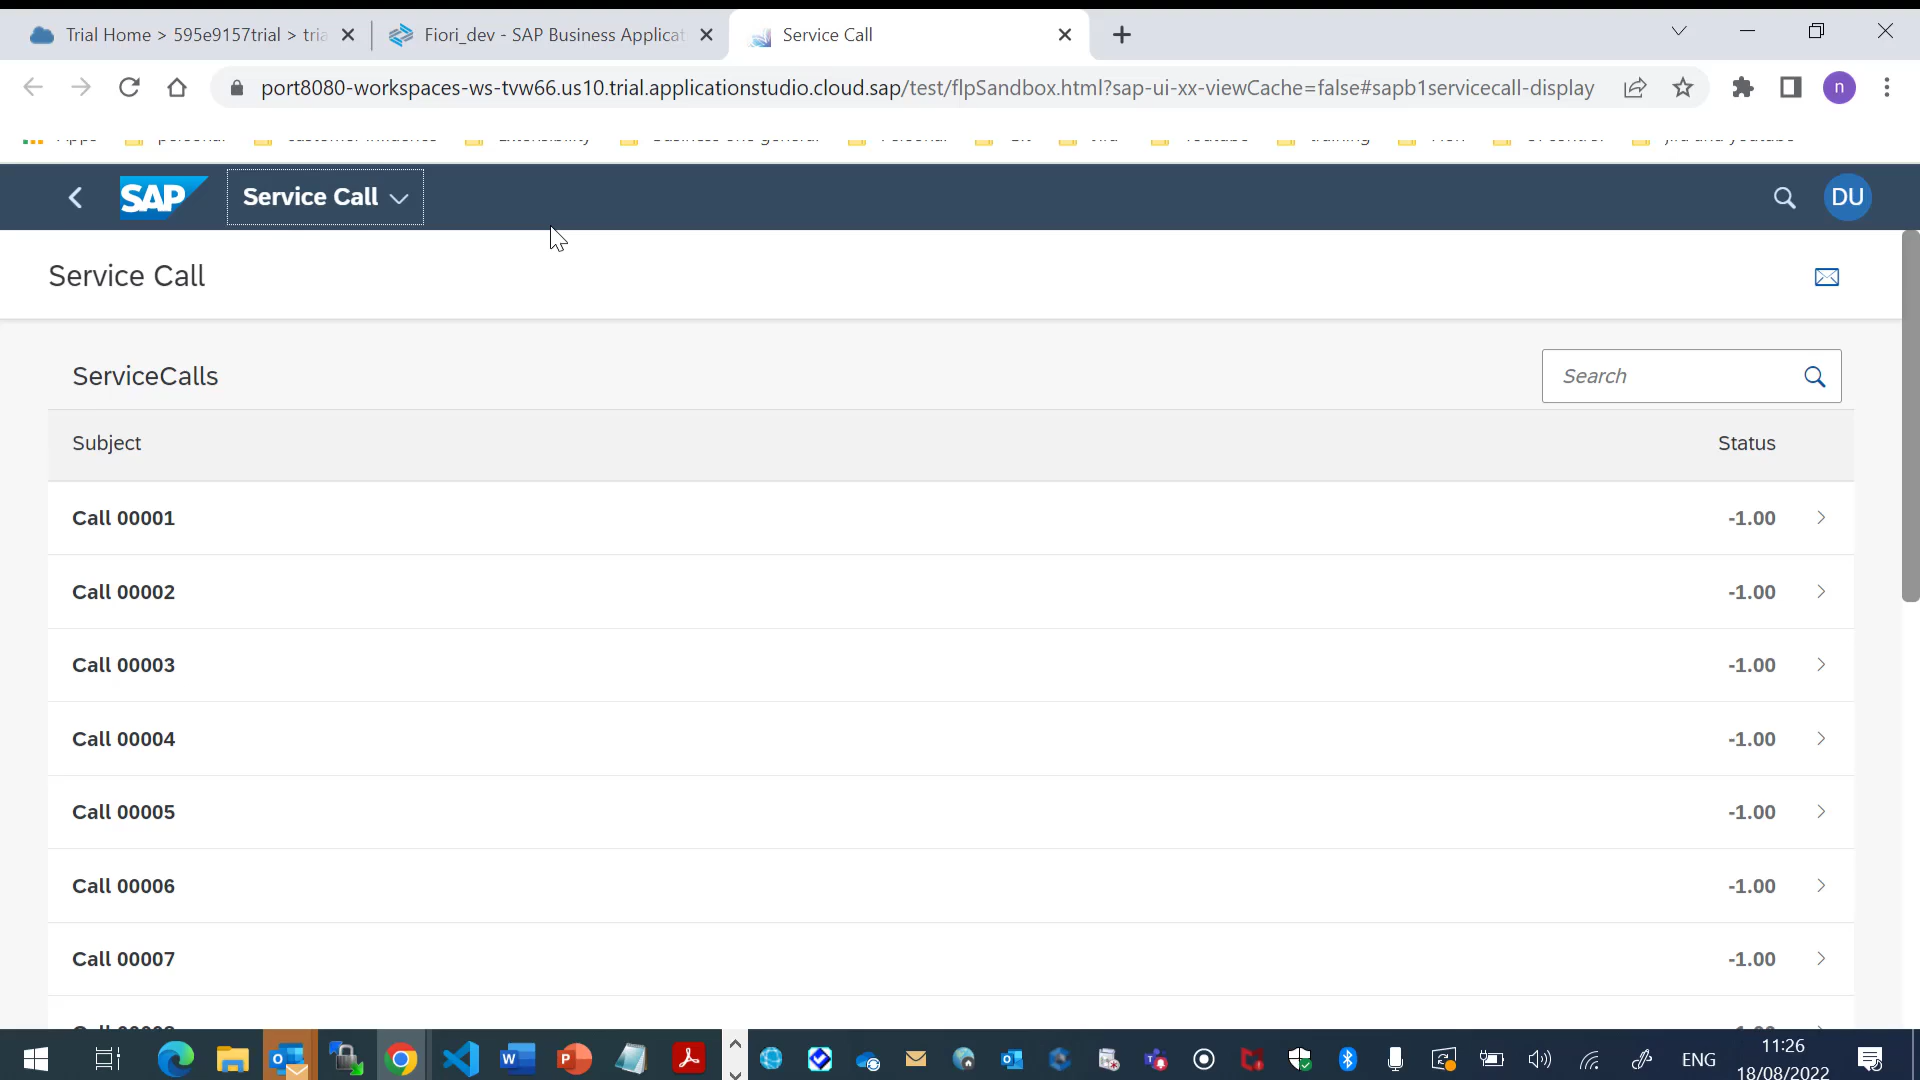 Trial Home > 595e9157trial > tria
Fiori_dev - SAP Business Applicat
Service Call
port8080-workspaces-ws-tvw66.us10.trial.applicationstudio.cloud.sap/test/flpSandbox.html?sap-ui-xx-viewCache=false#sapb1servicecall-display
n
SAP
Service Call
DU
Service Call
ServiceCalls
Search
Subject Status
Call 00001 -1.00
Call 00002 -1.00
Call 00003 -1.00
Call 00004 -1.00
Call 00005 -1.00
Call 00006 -1.00
Call 00007 -1.00
ENG
11:26
18/08/2022